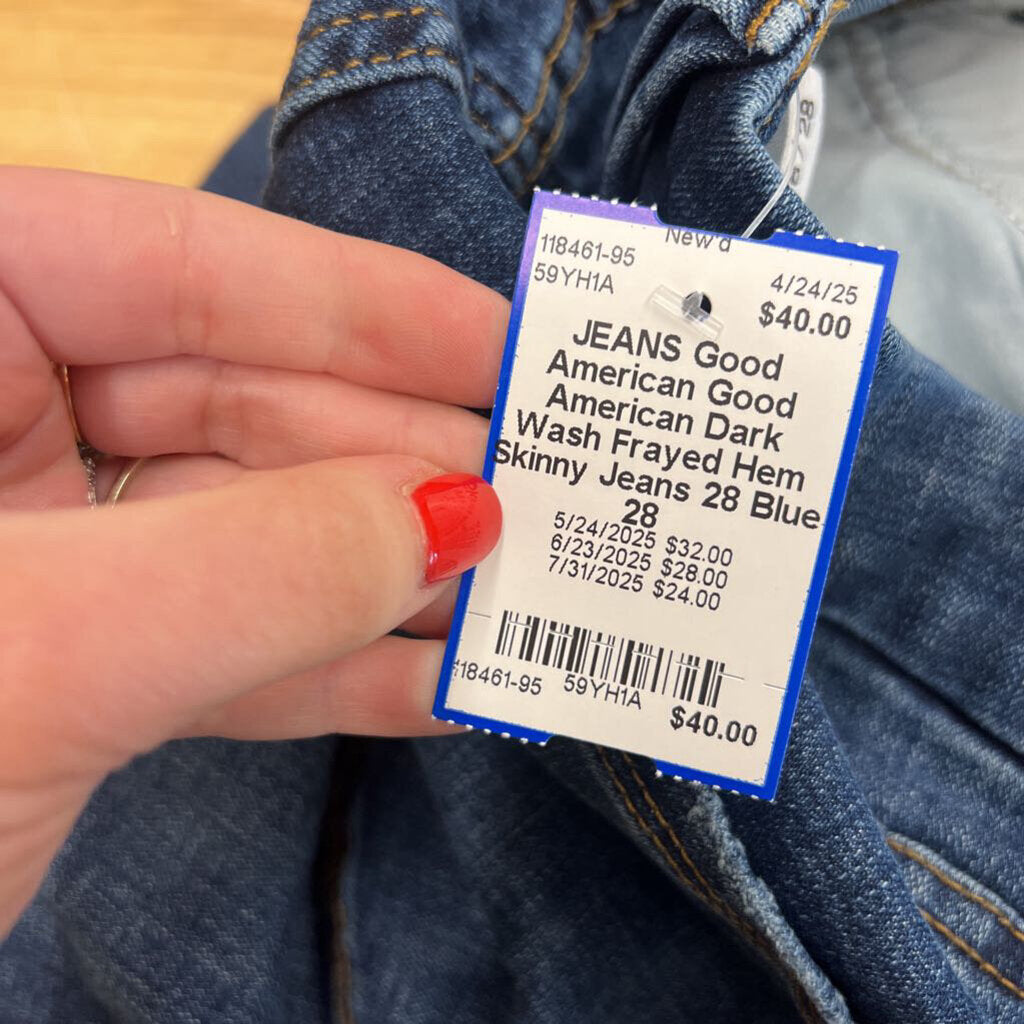 /28
New'd
118461-95
59YH1A
4/24/25
$40.00
JEANS Good
American Good
American Dark
Wash Frayed Hem
Skinny Jeans 28 Blue
28
5/24/2025 $32.00
6/23/2025 $28.00
7/31/2025 $24.00
118461-95 59YH1A
$40.00